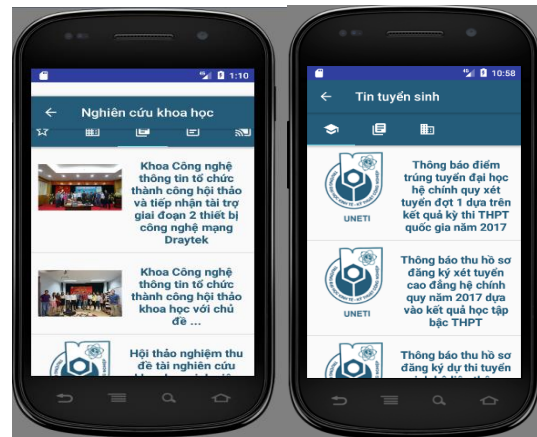 1:10
Nghiên cứu khoa học
Khoa Công nghệ
thông tin tổ chức
thành công hội thảo
và tiếp nhận tài trợ
giai đoạn 2 thiết bị
công nghệ mạng
Draytek
Khoa Công nghệ
thông tin tổ chức
thành công hội thảo
khoa học với chủ
đề ...
Hội thảo nghiệm thu
đề tài nghiên cứu
10:58
Tin tuyển sinh
Thông báo điểm
trúng tuyển đại học
hệ chính quy xét
tuyển đợt 1 dựa trên
kết quả kỳ thi THPT
quốc gia năm 2017
UNETI
Thông báo thu hồ sơ
đăng ký xét tuyển
cao đẳng hệ chính
quy năm 2017 dựa
vào kết quả học tập
bậc THPT
UNETI
Thông báo thu hồ sơ
đăng ký dự thi tuyển